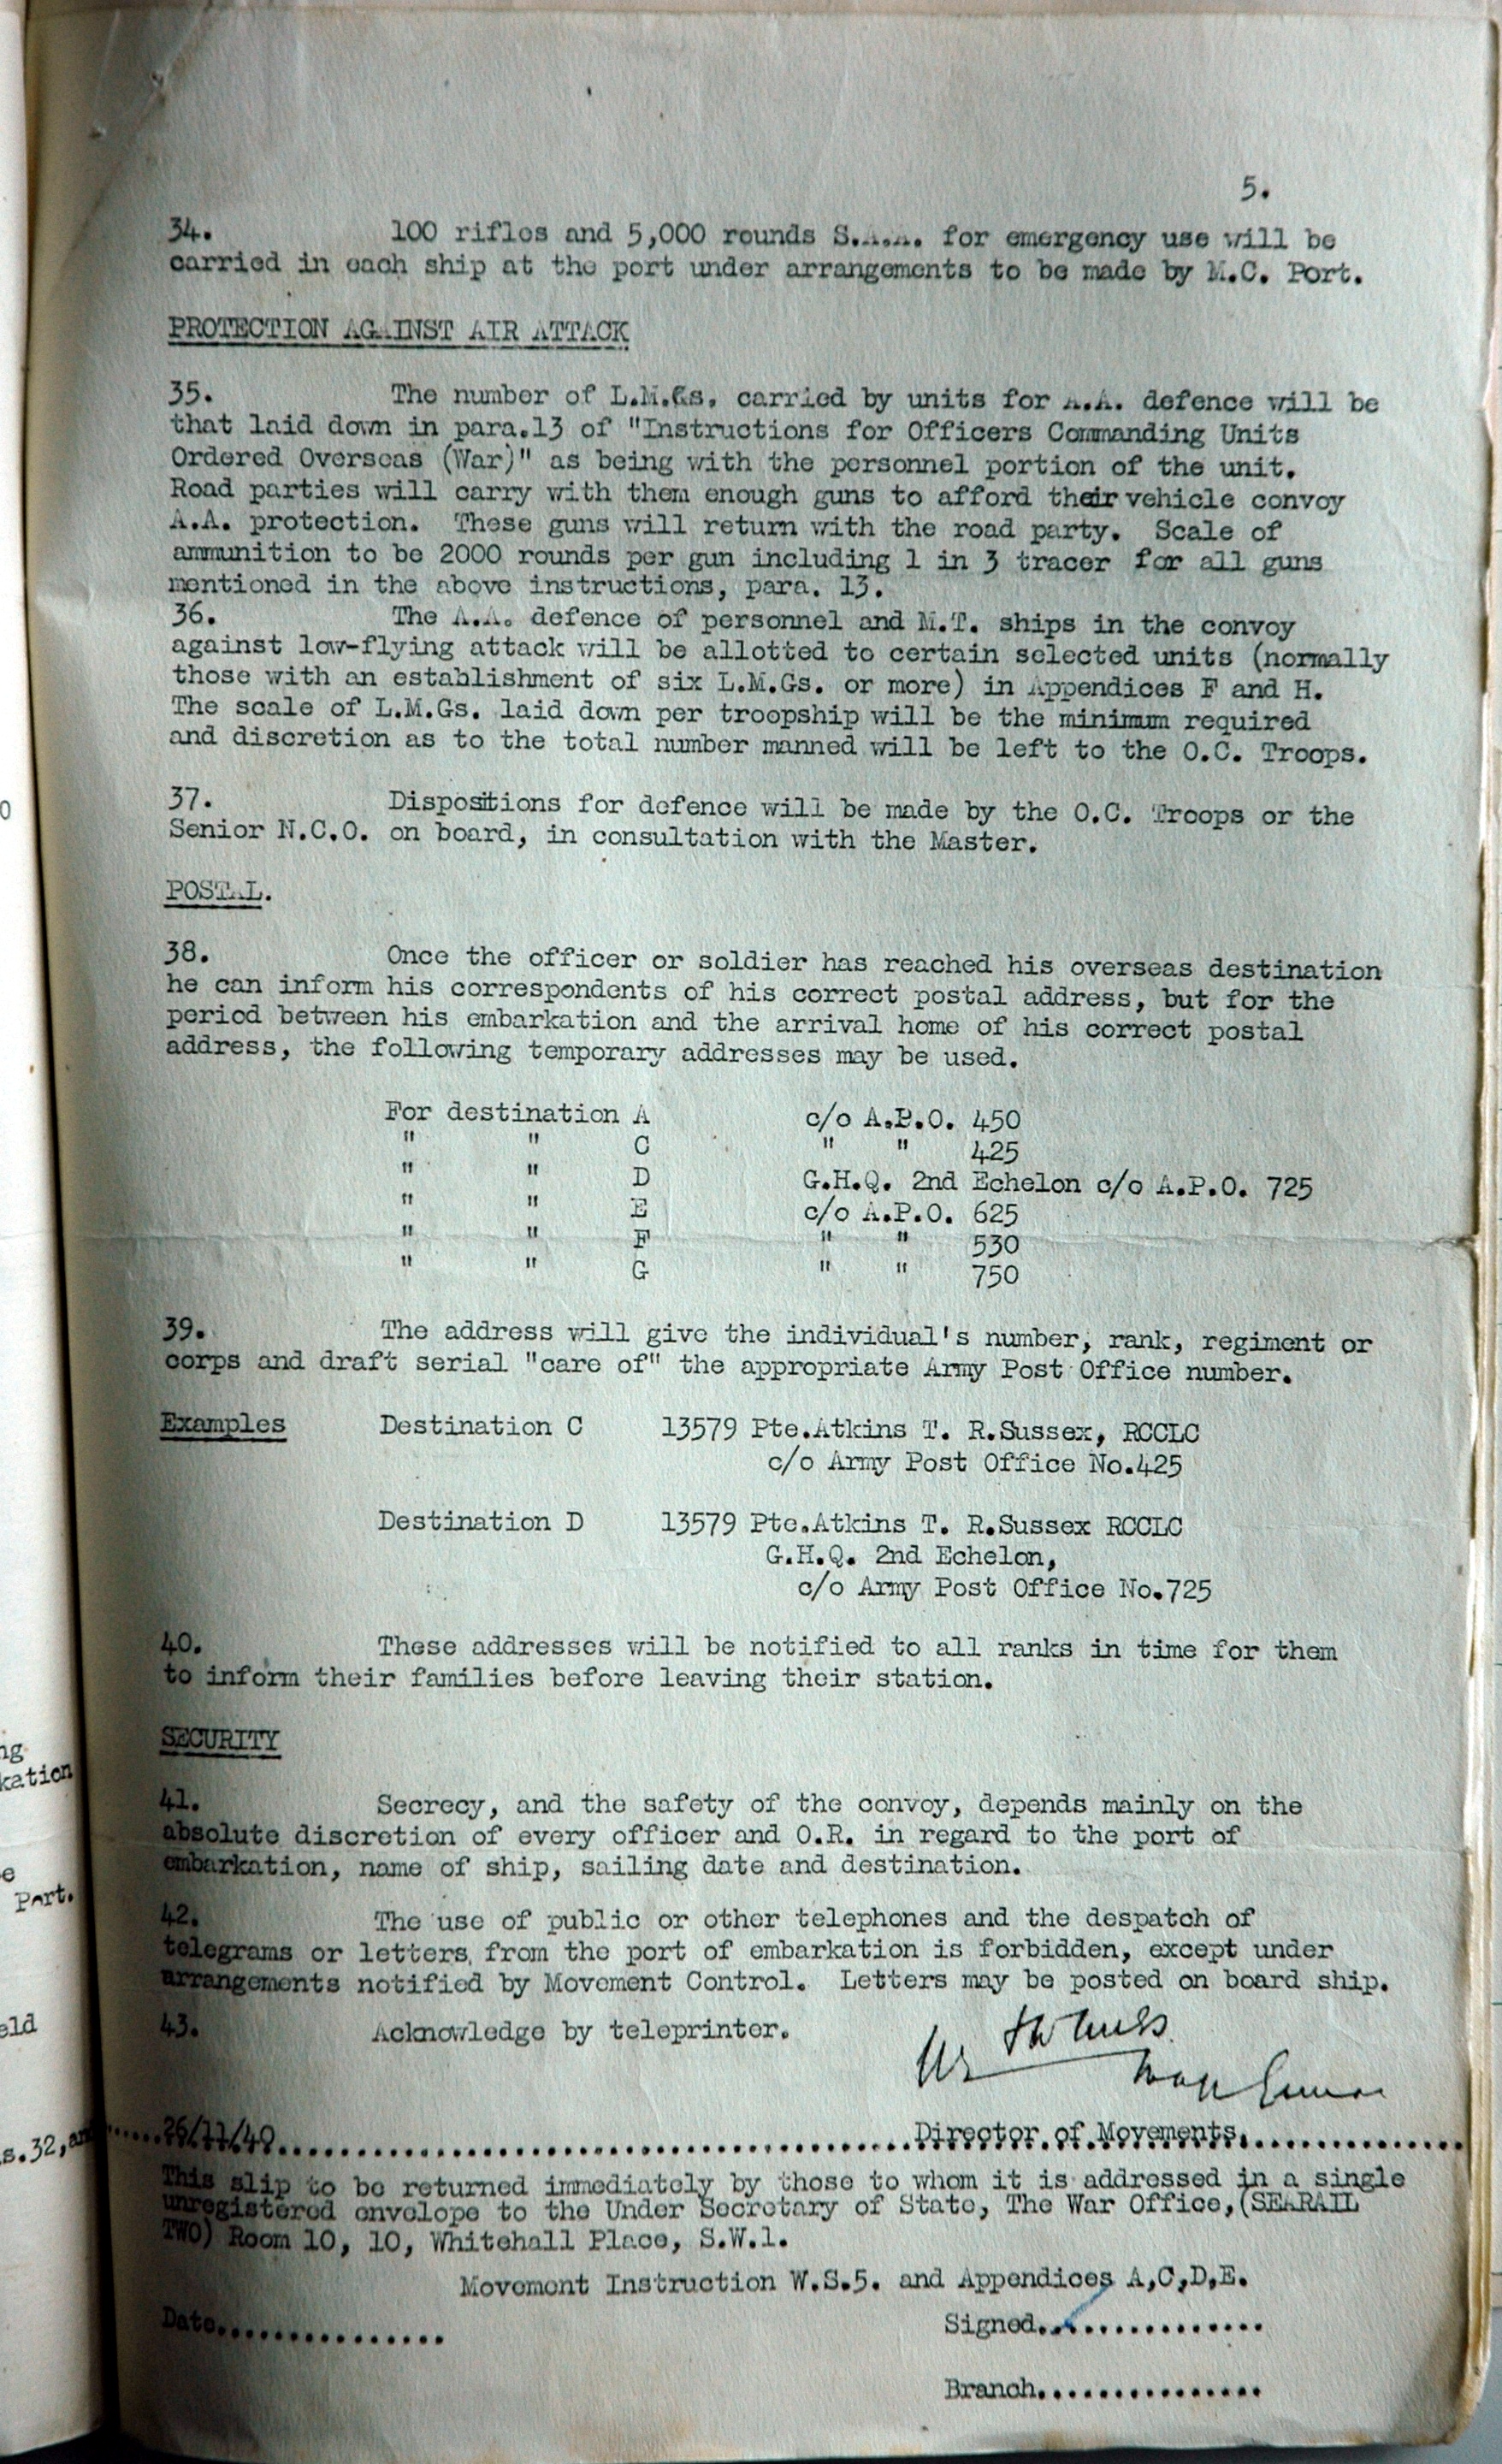 5.
34. 100 rifles and 5,000 rounds S.A.A. for emergency use will be
carried in each ship at the port under arrangements to be made by M.C. Port.
PROTECTION AGAINST AIR ATTACK
35. The number of L.M.Gs. carried by units for A.A. defence will be
that laid down in para.13 of "Instructions for Officers Commanding Units
Ordered Overseas (War)" as being with the personnel portion of the unit.
Road parties will carry with them enough guns to afford their vehicle convoy
A.A. protection. These guns will return with the road party. Scale of
ammunition to be 2000 rounds per gun including 1 in 3 tracer for all guns
mentioned in the above instructions, para. 13.
36. The A.A. defence of personnel and M.T. ships in the convoy
against low-flying attack will be allotted to certain selected units (normally
those with an establishment of six L.M.Gs. or more) in Appendices F and H.
The scale of L.M.Gs. laid down per troopship will be the minimum required
and discretion as to the total number manned will be left to the O.C. Troops.
37. Dispositions for defence will be made by the O.C. Troops or the
Senior N.C.O. on board, in consultation with the Master.
POSTAL.
38. Once the officer or soldier has reached his overseas destination
he can inform his correspondents of his correct postal address, but for the
period between his embarkation and the arrival home of his correct postal
address, the following temporary addresses may be used.
For destination A c/o A.P.O. 450
" " C " " 425
" " D G.H.Q. 2nd Echelon c/o A.P.O. 725
" " E c/o A.P.O. 625
" " F " " 530
" " G " " 750
39. The address will give the individual's number, rank, regiment or
corps and draft serial "care of" the appropriate Army Post Office number.
Examples Destination C 13579 Pte.Atkins T. R.Sussex, RCCLC
c/o Army Post Office No.425
Destination D 13579 Pte.Atkins T. R.Sussex RCCLC
G.H.Q. 2nd Echelon,
c/o Army Post Office No.725
40. These addresses will be notified to all ranks in time for them
to inform their families before leaving their station.
SECURITY
41. Secrecy, and the safety of the convoy, depends mainly on the
absolute discretion of every officer and O.R. in regard to the port of
embarkation, name of ship, sailing date and destination.
42. The use of public or other telephones and the despatch of
telegrams or letters, from the port of embarkation is forbidden, except under
arrangements notified by Movement Control. Letters may be posted on board ship.
43. Acknowledge by teleprinter.
26/11/40 Director of Movements.
This slip to be returned immediately by those to whom it is addressed in a single
unregistered envelope to the Under Secretary of State, The War Office, (SEARAIL
TWO) Room 10, 10, Whitehall Place, S.W.1.
Movement Instruction W.S.5. and Appendices A,C,D,E.
Date................ Signed...............
Branch...............